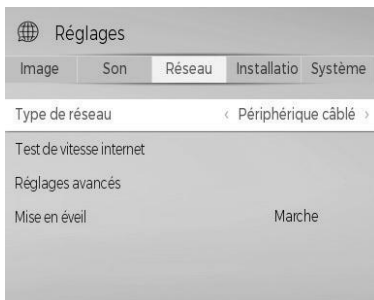 Réglages
Image Son Réseau Installatio Système
Type de réseau ‹ Périphérique câblé ›
Test de vitesse internet
Réglages avancés
Mise en éveil Marche